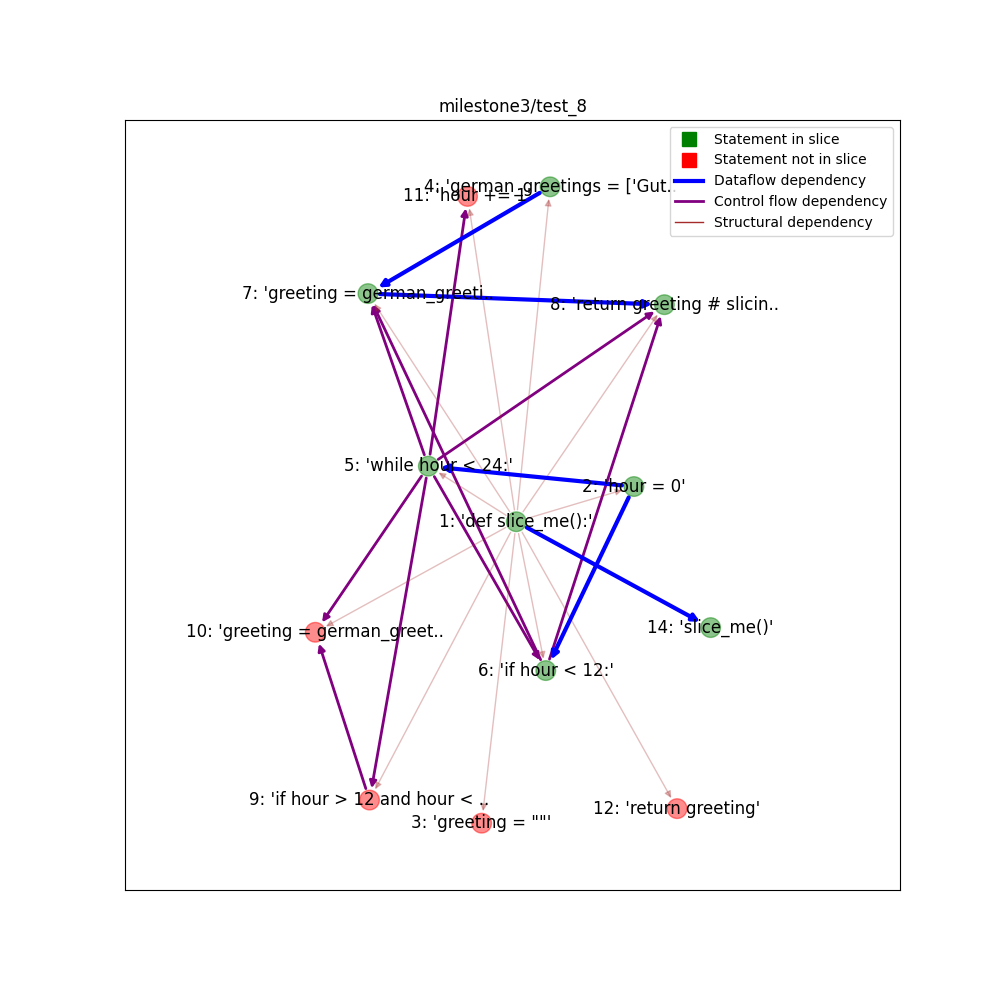 milestone3/test_8
Statement in slice
Statement not in slice
Dataflow dependency
Control flow dependency
Structural dependency
4: 'german_greetings = ['Gut..
11: 'hour += 1'
7: 'greeting = german_greeti..
8: 'return greeting # slicin..
5: 'while hour < 24:'
2: 'hour = 0'
1: 'def slice_me():'
14: 'slice_me()'
10: 'greeting = german_greet..
6: 'if hour < 12:'
9: 'if hour > 12 and hour < ..
12: 'return greeting'
3: 'greeting = ""'